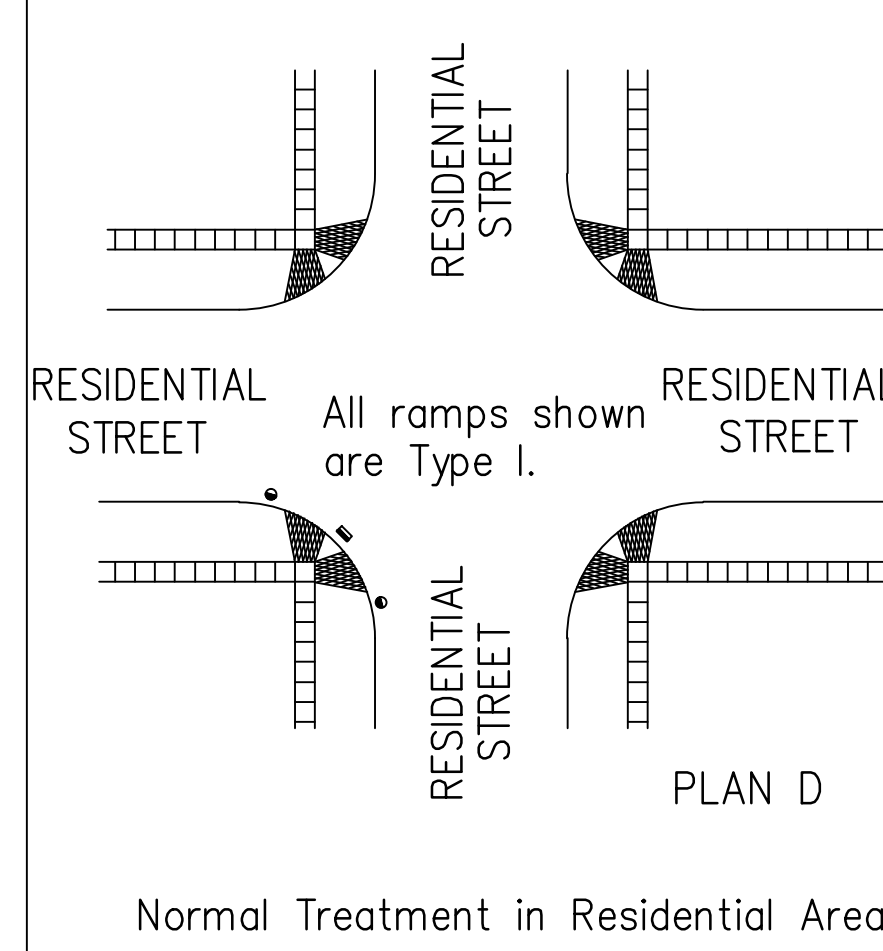 RESIDENTIAL
STREET
RESIDENTIAL
STREET
All ramps shown
are Type I.
RESIDENTIAL
STREET
RESIDENTIAL
STREET
PLAN D
Normal Treatment in Residential Area